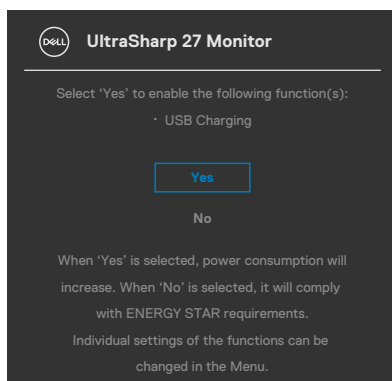 DELL UltraSharp 27 Monitor
Select ‘Yes’ to enable the following function(s):
· USB Charging
Yes
No
When ‘Yes’ is selected, power consumption will
increase. When ‘No’ is selected, it will comply
with ENERGY STAR requirements.
Individual settings of the functions can be
changed in the Menu.